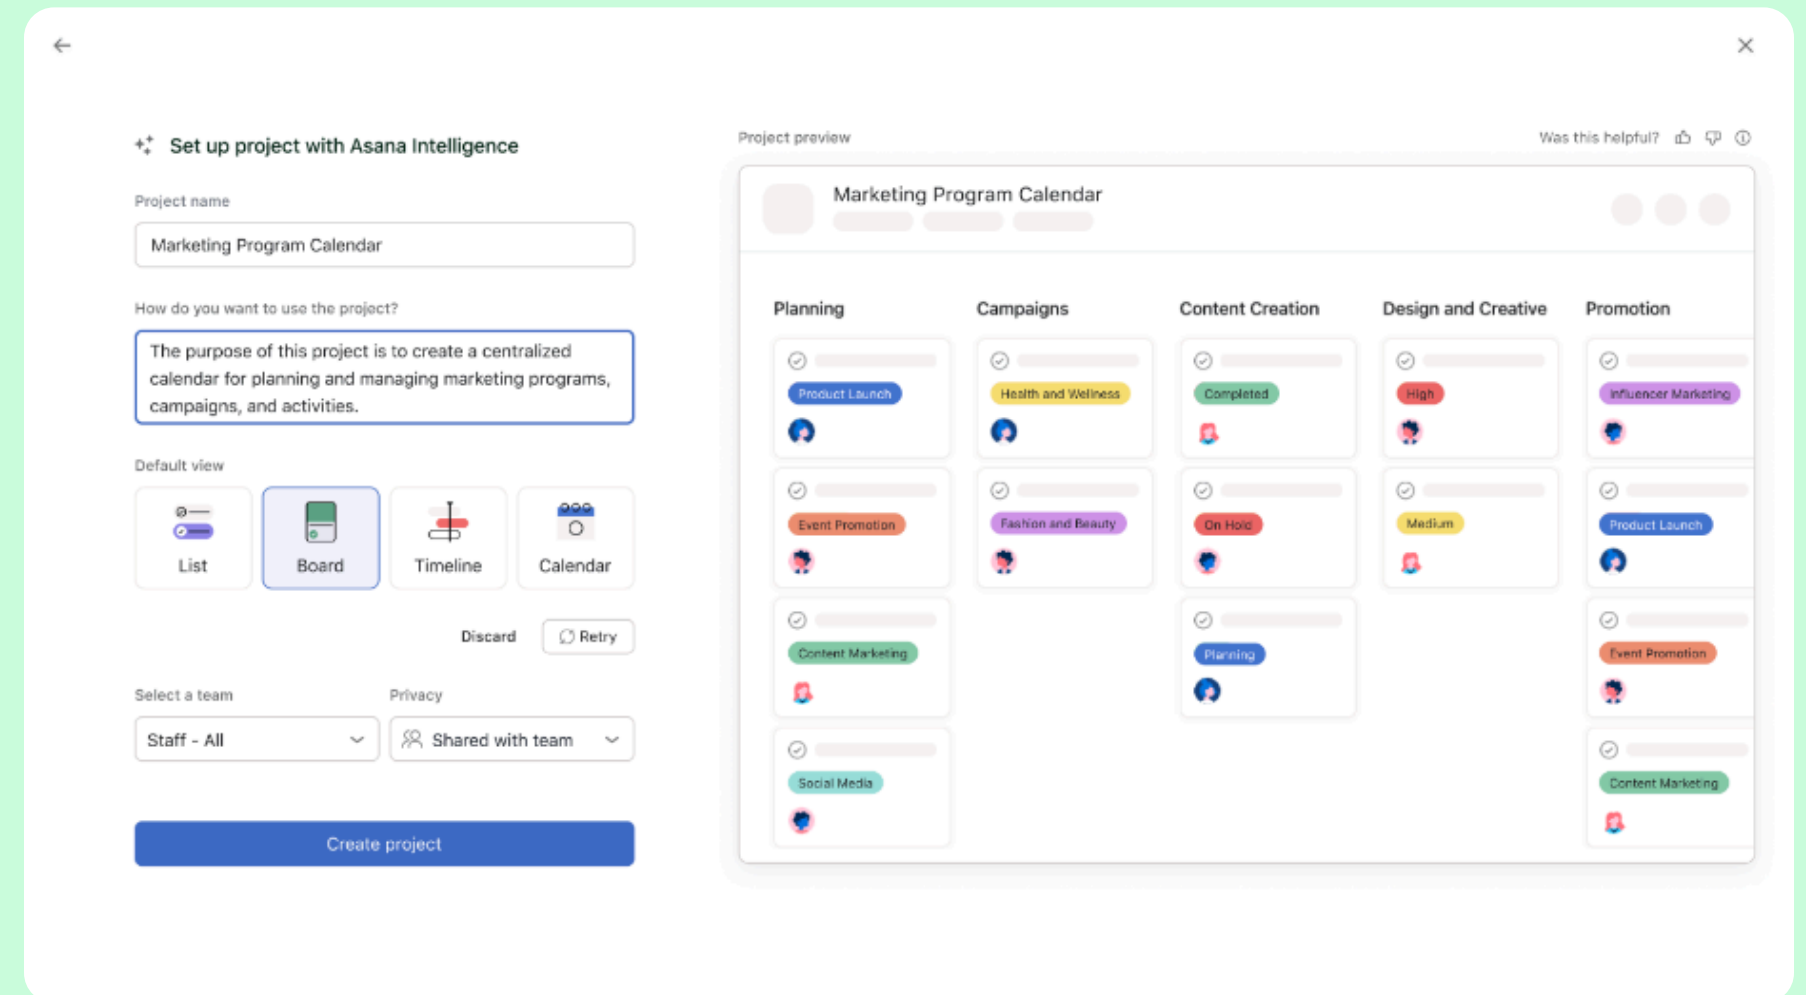 Set up project with Asana Intelligence
Project name
Marketing Program Calendar
How do you want to use the project?
The purpose of this project is to create a centralized
calendar for planning and managing marketing programs,
campaigns, and activities.
Default view
List
Board
Timeline
Calendar
Discard
Retry
Select a team
Privacy
Staff - All
Shared with team
Create project
Project preview
Was this helpful?
Marketing Program Calendar
Planning
Product Launch
Event Promotion
Content Marketing
Social Media
Campaigns
Health and Wellness
Fashion and Beauty
Content Creation
Completed
On Hold
Planning
Design and Creative
High
Medium
Promotion
Influencer Marketing
Product Launch
Event Promotion
Content Marketing